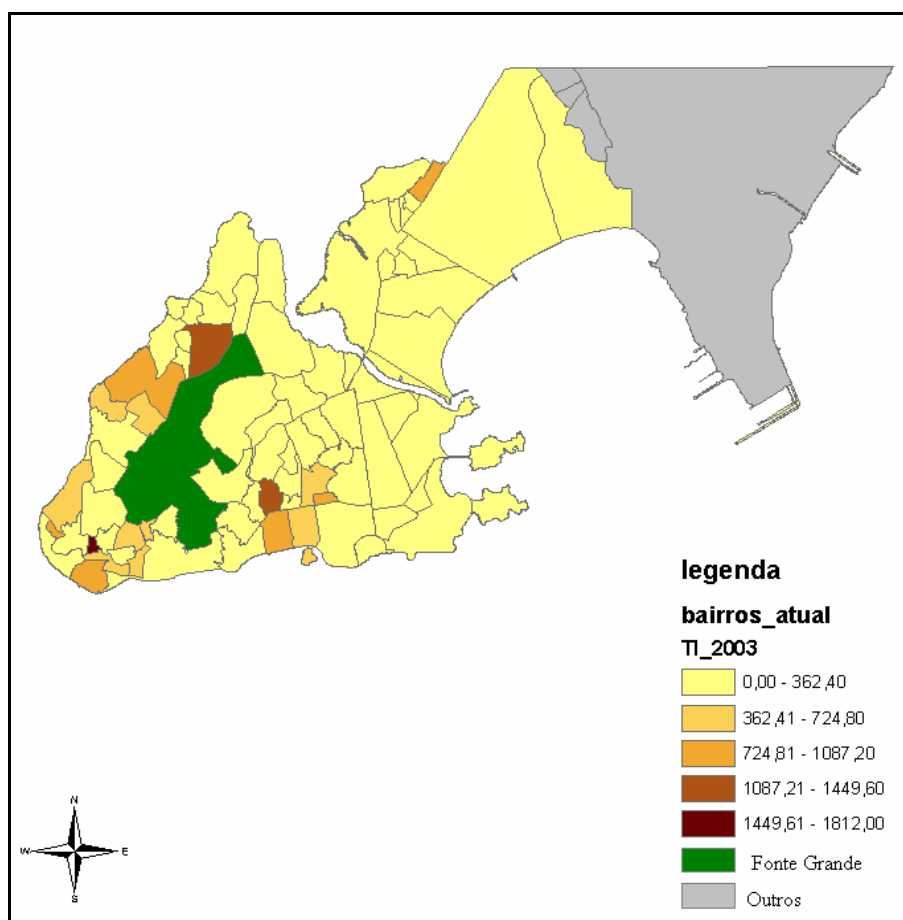 legenda
bairros_atual
TI_2003
0,00 - 362,40
362,41 - 724,80
724,81 - 1087,20
1087,21 - 1449,60
1449,61 - 1812,00
Fonte Grande
Outros
N
W E
S